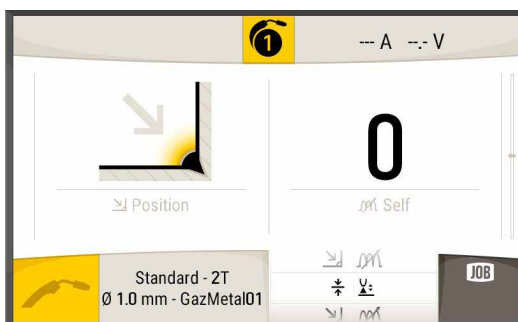 1
--- A --.- V
0
Position
Self
Standard - 2T
Ø 1.0 mm - GazMetal01
JOB